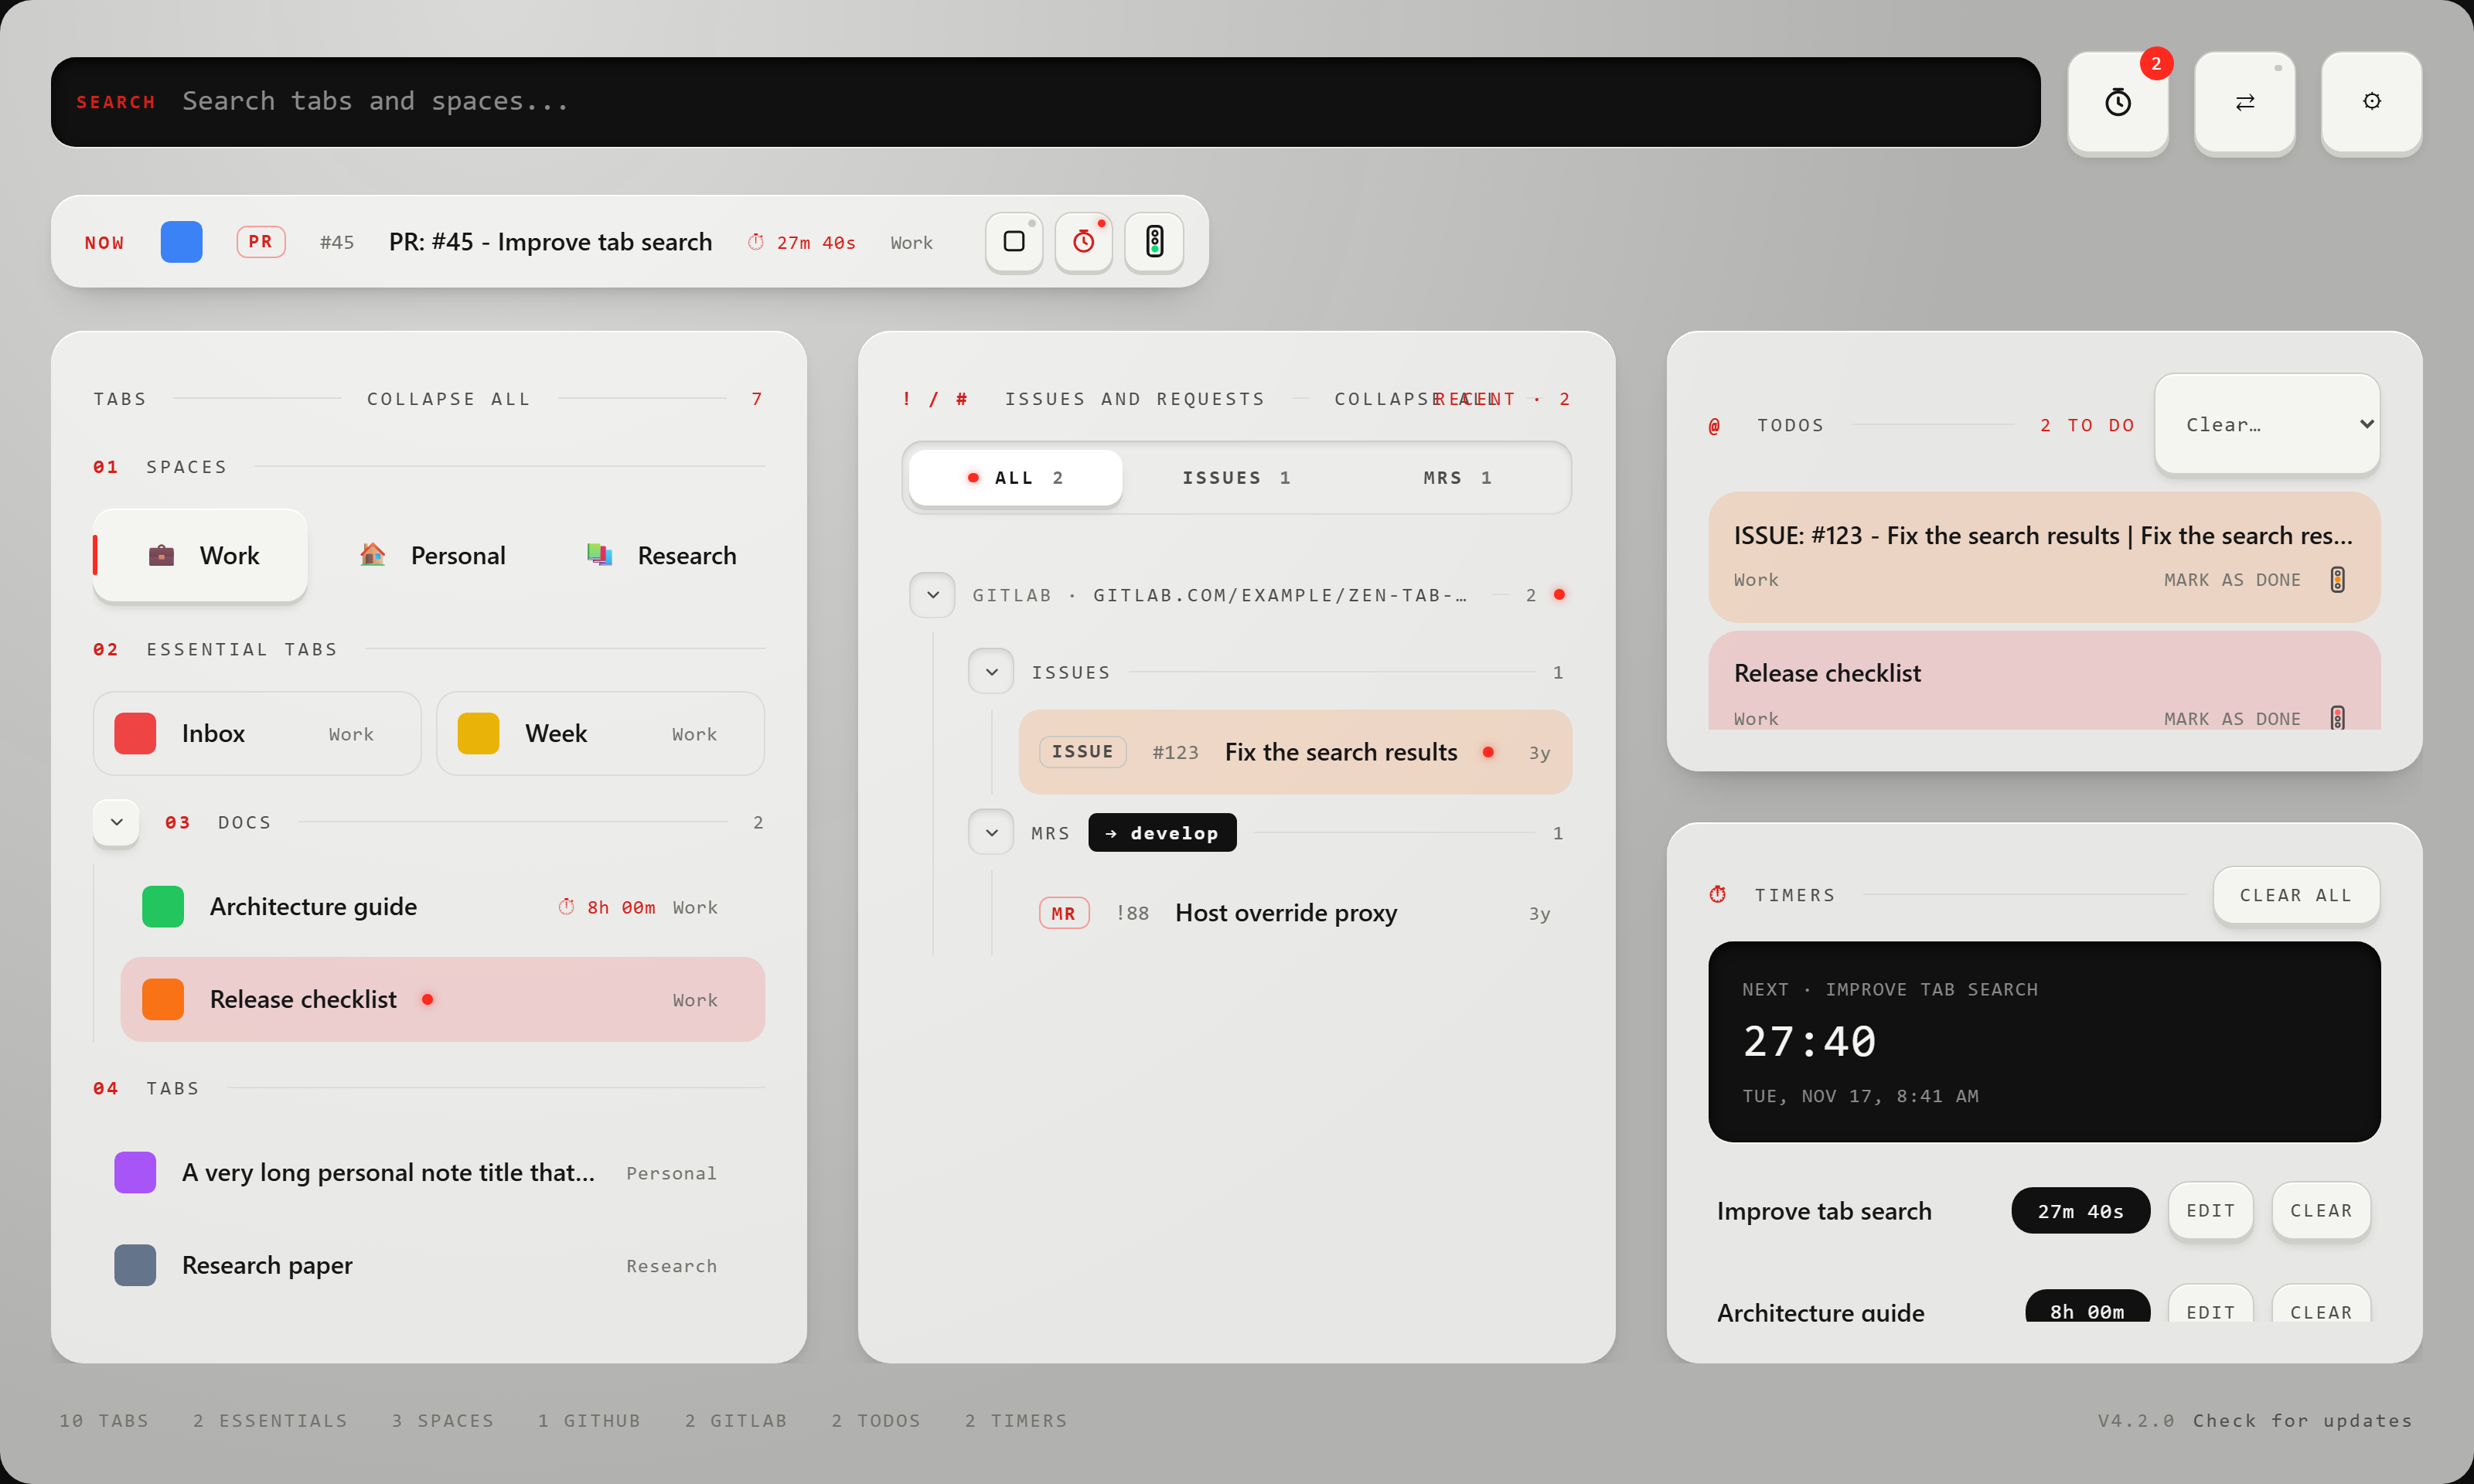 SEARCH Search tabs and spaces...
2
NOW PR #45 PR: #45 - Improve tab search ⏱ 27m 40s Work
TABS COLLAPSE ALL 7
01 SPACES
Work Personal Research
02 ESSENTIAL TABS
Inbox Work Week Work
03 DOCS 2
Architecture guide ⏱ 8h 00m Work
Release checklist Work
04 TABS
A very long personal note title that... Personal
Research paper Research
! / # ISSUES AND REQUESTS COLLAPSE ALL RECENT · 2
ALL 2 ISSUES 1 MRS 1
GITLAB · GITLAB.COM/EXAMPLE/ZEN-TAB-… 2
ISSUES 1
ISSUE #123 Fix the search results 3y
MRS → develop 1
MR !88 Host override proxy 3y
@ TODOS 2 TO DO Clear…
ISSUE: #123 - Fix the search results | Fix the search res...
Work MARK AS DONE
Release checklist
Work MARK AS DONE
⏱ TIMERS CLEAR ALL
NEXT · IMPROVE TAB SEARCH
27:40
TUE, NOV 17, 8:41 AM
Improve tab search 27m 40s EDIT CLEAR
Architecture guide 8h 00m EDIT CLEAR
10 TABS 2 ESSENTIALS 3 SPACES 1 GITHUB 2 GITLAB 2 TODOS 2 TIMERS
V4.2.0 Check for updates